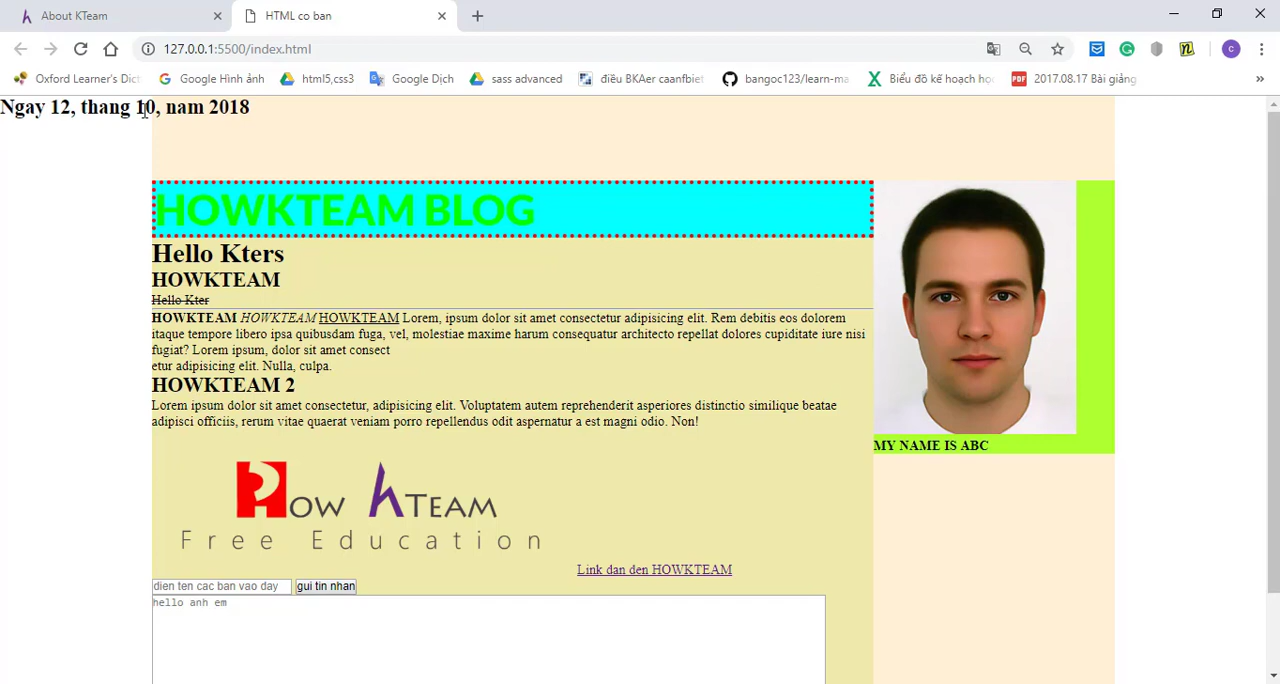 About KTeam
HTML co ban
127.0.0.1:5500/index.html
Oxford Learner's Dict
Google Hình ảnh
html5,css3
Google Dịch
sass advanced
điều BKAer caanfbiet
bangoc123/learn-ma
Biểu đồ kế hoạch họ
PDF
2017.08.17 Bài giảng
»
Ngay 12, thang 10, nam 2018
HOWKTEAM BLOG
Hello Kters
HOWKTEAM
Hello Kter
HOWKTEAM HOWKTEAM HOWKTEAM Lorem, ipsum dolor sit amet consectetur adipisicing elit. Rem debitis eos dolorem
itaque tempore libero ipsa quibusdam fuga, vel, molestiae maxime harum consequatur architecto repellat dolores cupiditate iure nisi
fugiat? Lorem ipsum, dolor sit amet consect
etur adipisicing elit. Nulla, culpa.
HOWKTEAM 2
Lorem ipsum dolor sit amet consectetur, adipisicing elit. Voluptatem autem reprehenderit asperiores distinctio similique beatae
adipisci officiis, rerum vitae quaerat veniam porro repellendus odit aspernatur a est magni odio. Non!
How kTeam
Free Education
Link dan den HOWKTEAM
dien ten cac ban vao day
gui tin nhan
hello anh em
MY NAME IS ABC